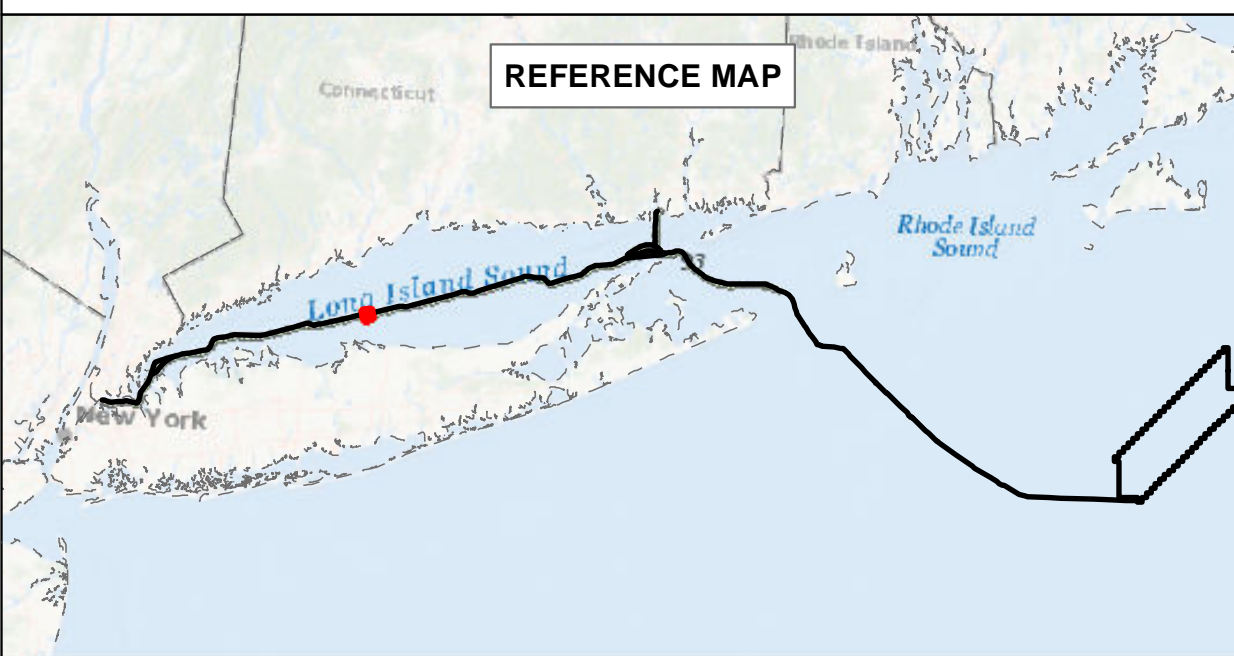 REFERENCE MAP
Rhode Island
Connecticut
Rhode Island
Sound
Long Island Sound
New York